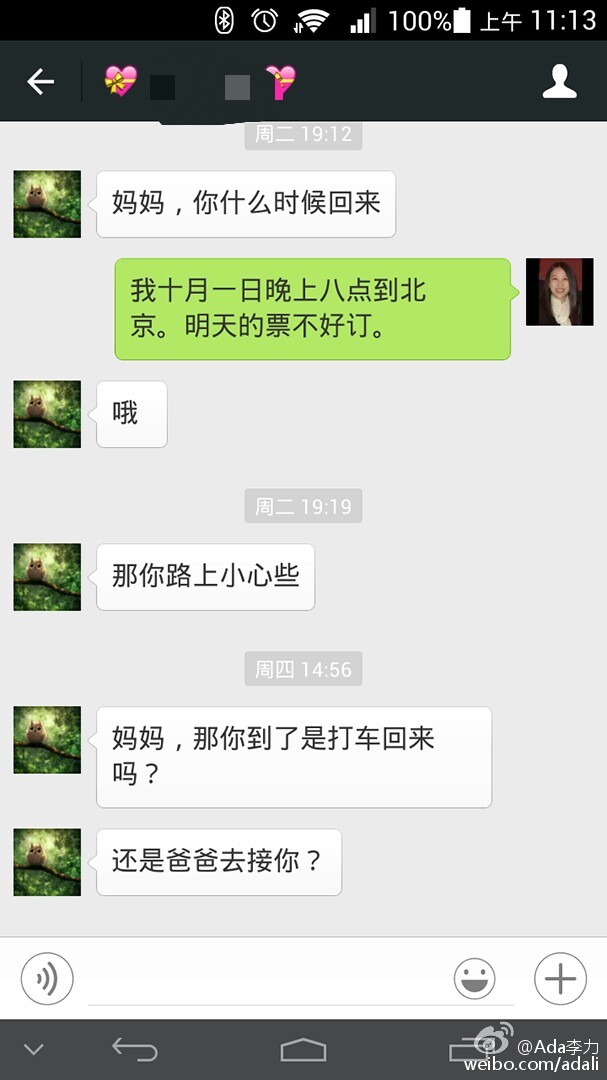 100% 上午 11:13
周二 19:12
妈妈，你什么时候回来
我十月一日晚上八点到北
京。明天的票不好订。
哦
周二 19:19
那你路上小心些
周四 14:56
妈妈，那你到了是打车回来
吗？
还是爸爸去接你？
@Ada李力
weibo.com/adali